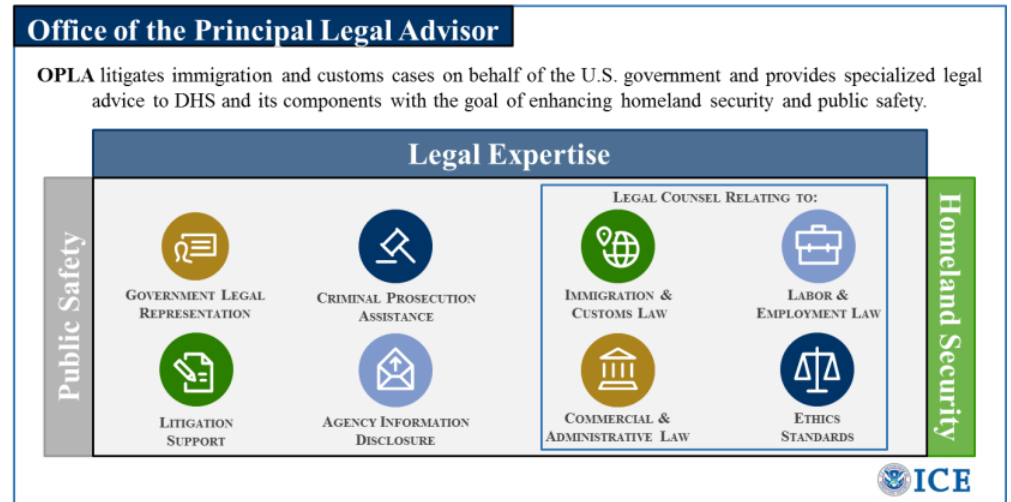 Office of the Principal Legal Advisor
OPLA litigates immigration and customs cases on behalf of the U.S. government and provides specialized legal
advice to DHS and its components with the goal of enhancing homeland security and public safety.
Legal Expertise
Public Safety
GOVERNMENT LEGAL
REPRESENTATION
CRIMINAL PROSECUTION
ASSISTANCE
LITIGATION
SUPPORT
AGENCY INFORMATION
DISCLOSURE
LEGAL COUNSEL RELATING TO:
IMMIGRATION &
CUSTOMS LAW
LABOR &
EMPLOYMENT LAW
COMMERCIAL &
ADMINISTRATIVE LAW
ETHICS
STANDARDS
Homeland Security
ICE